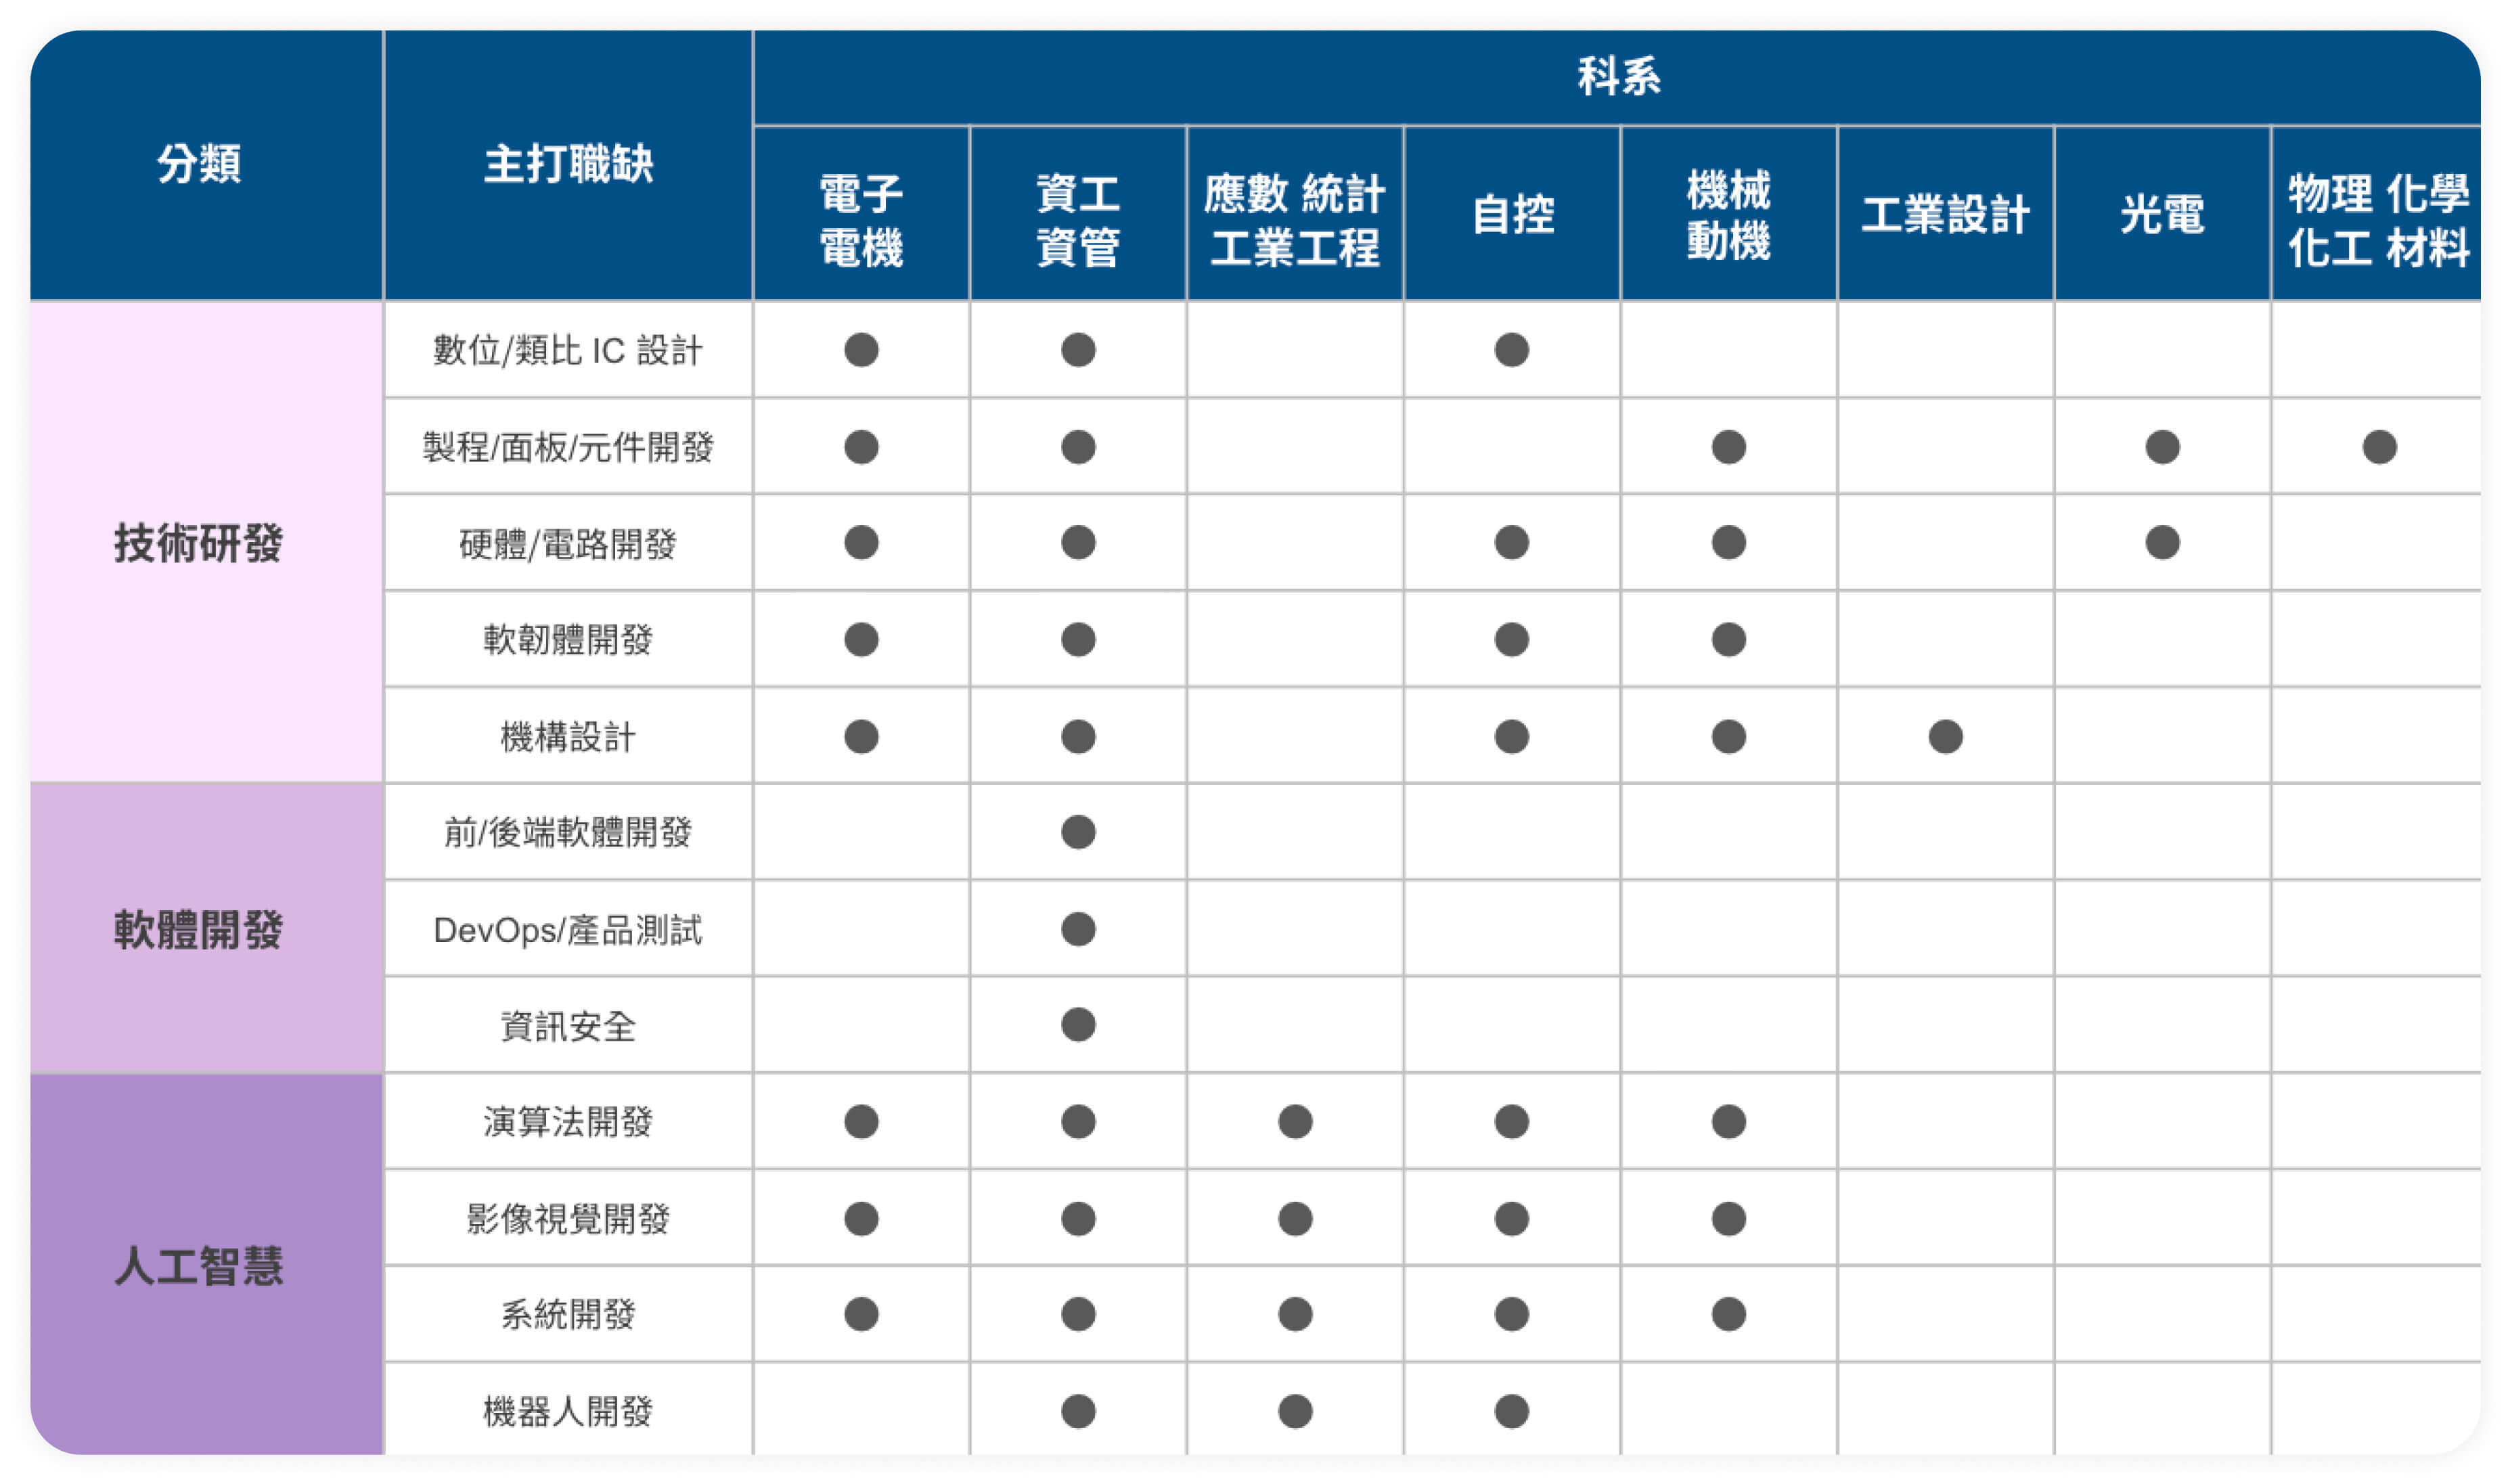 分類
主打職缺
科系
電子
電機
資工
資管
應數 統計
工業工程
自控
機械
動機
工業設計
光電
物理 化學
化工 材料
技術研發
數位/類比 IC 設計
製程/面板/元件開發
硬體/電路開發
軟韌體開發
機構設計
軟體開發
前/後端軟體開發
DevOps/產品測試
資訊安全
人工智慧
演算法開發
影像視覺開發
系統開發
機器人開發